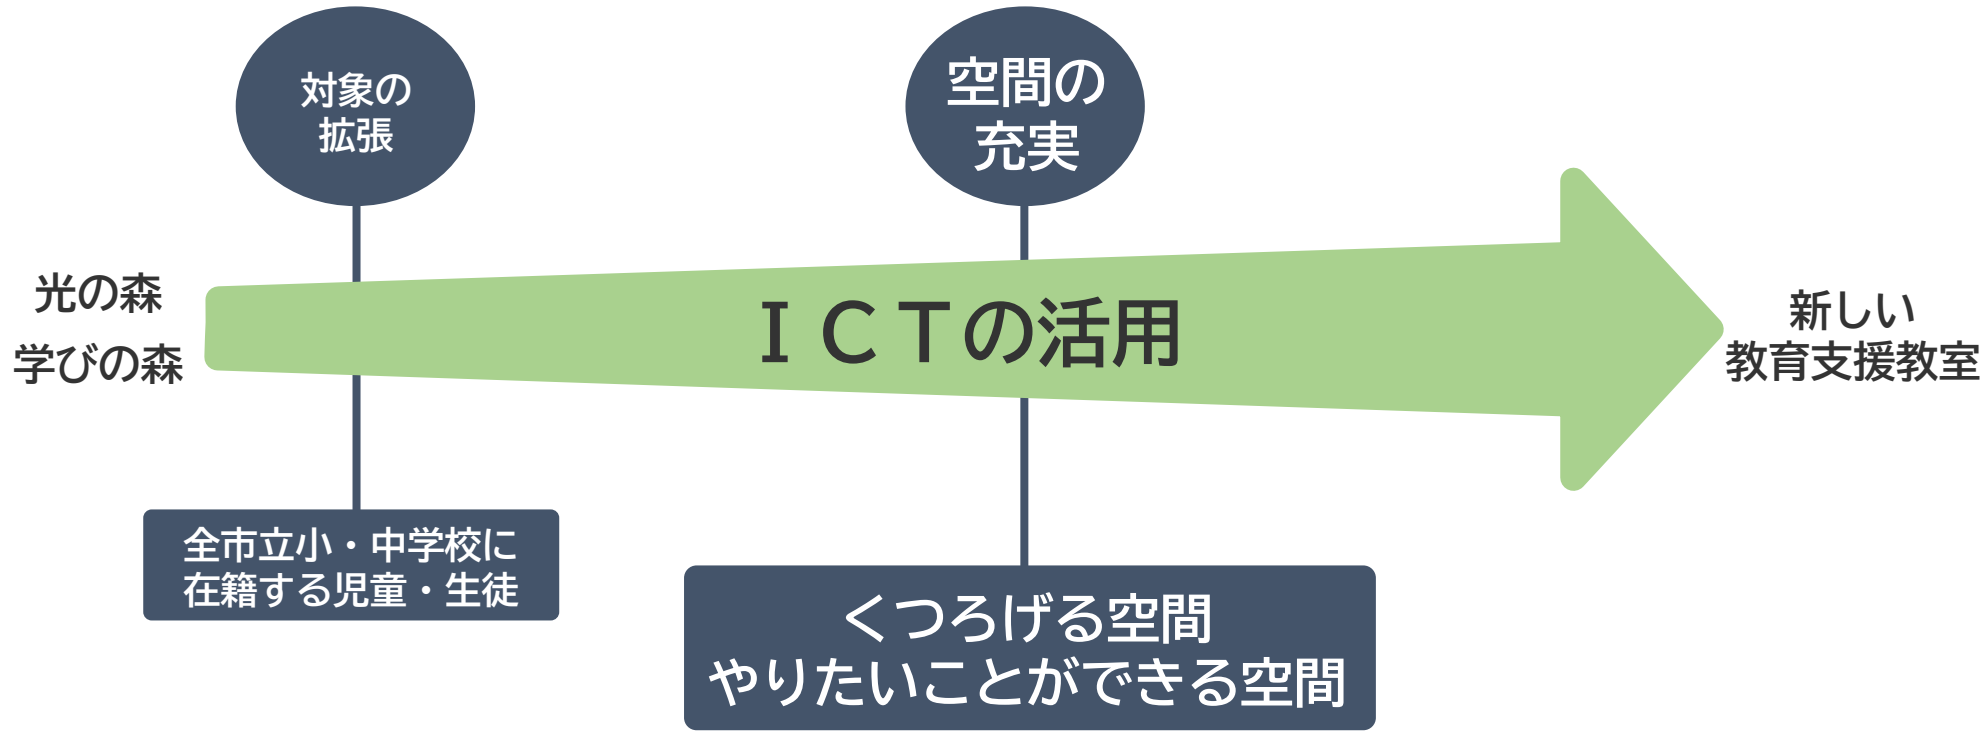 対象の
拡張
空間の
充実
光の森
学びの森
ＩＣＴの活用
新しい
教育支援教室
全市立小・中学校に
在籍する児童・生徒
くつろげる空間
やりたいことができる空間